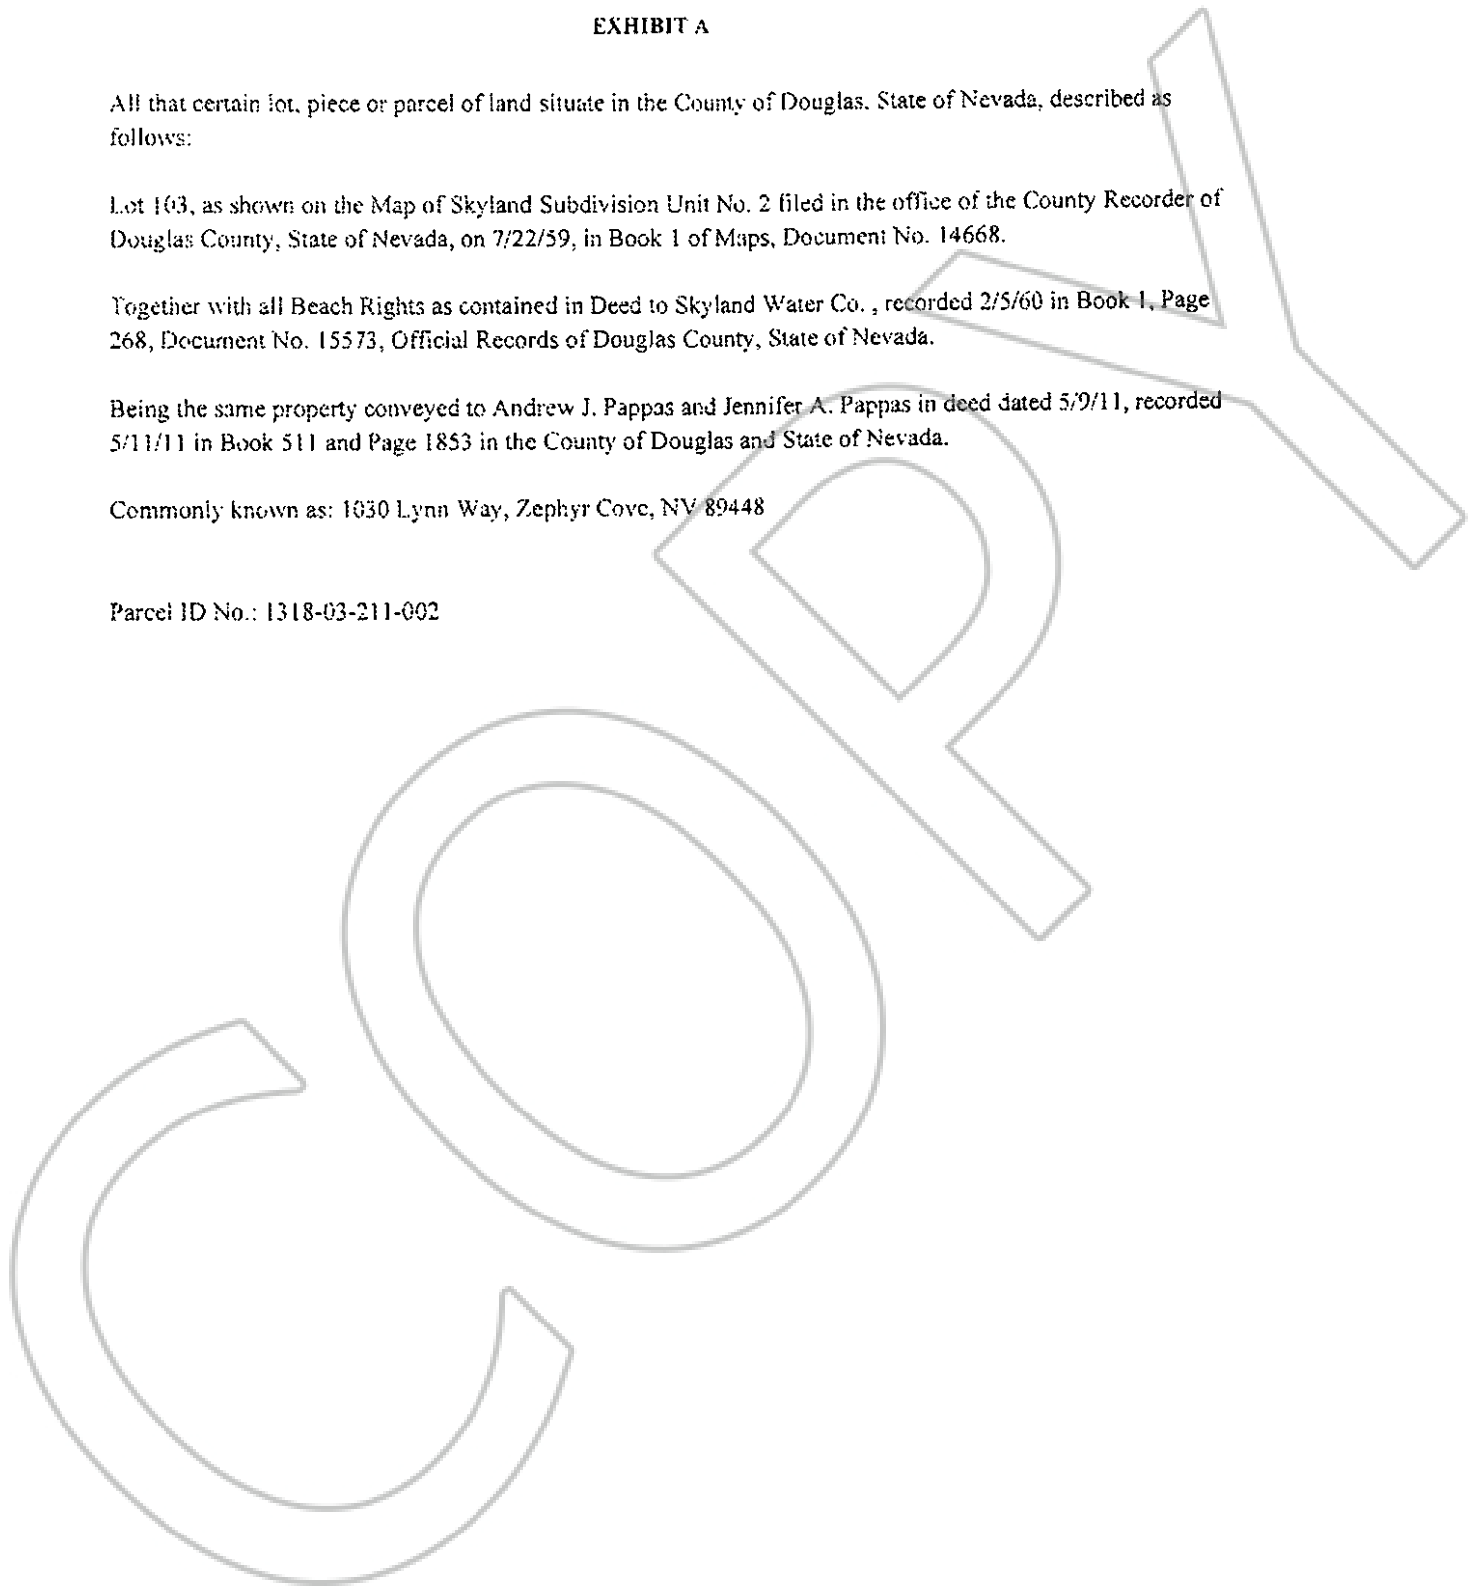 EXHIBIT A
All that certain lot, piece or parcel of land situate in the County of Douglas, State of Nevada, described as
follows:
Lot 103, as shown on the Map of Skyland Subdivision Unit No. 2 filed in the office of the County Recorder of
Douglas County, State of Nevada, on 7/22/59, in Book 1 of Maps, Document No. 14668.
Together with all Beach Rights as contained in Deed to Skyland Water Co. , recorded 2/5/60 in Book 1, Page
268, Document No. 15573, Official Records of Douglas County, State of Nevada.
Being the same property conveyed to Andrew J. Pappas and Jennifer A. Pappas in deed dated 5/9/11, recorded
5/11/11 in Book 511 and Page 1853 in the County of Douglas and State of Nevada.
Commonly known as: 1030 Lynn Way, Zephyr Cove, NV 89448
Parcel ID No.: 1318-03-211-002
COPY